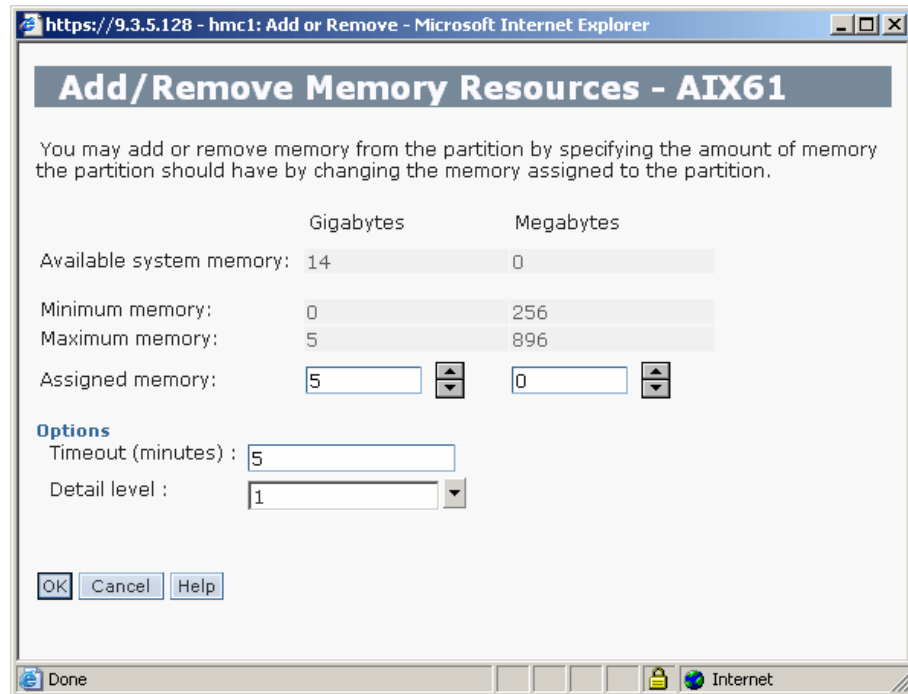 https://9.3.5.128 - hmc1: Add or Remove - Microsoft Internet Explorer
Add/Remove Memory Resources - AIX61
You may add or remove memory from the partition by specifying the amount of memory
the partition should have by changing the memory assigned to the partition.
Gigabytes Megabytes
Available system memory: 14 0
Minimum memory: 0 256
Maximum memory: 5 896
Assigned memory: 5 0
Options
Timeout (minutes) : 5
Detail level : 1
OK Cancel Help
Done Internet